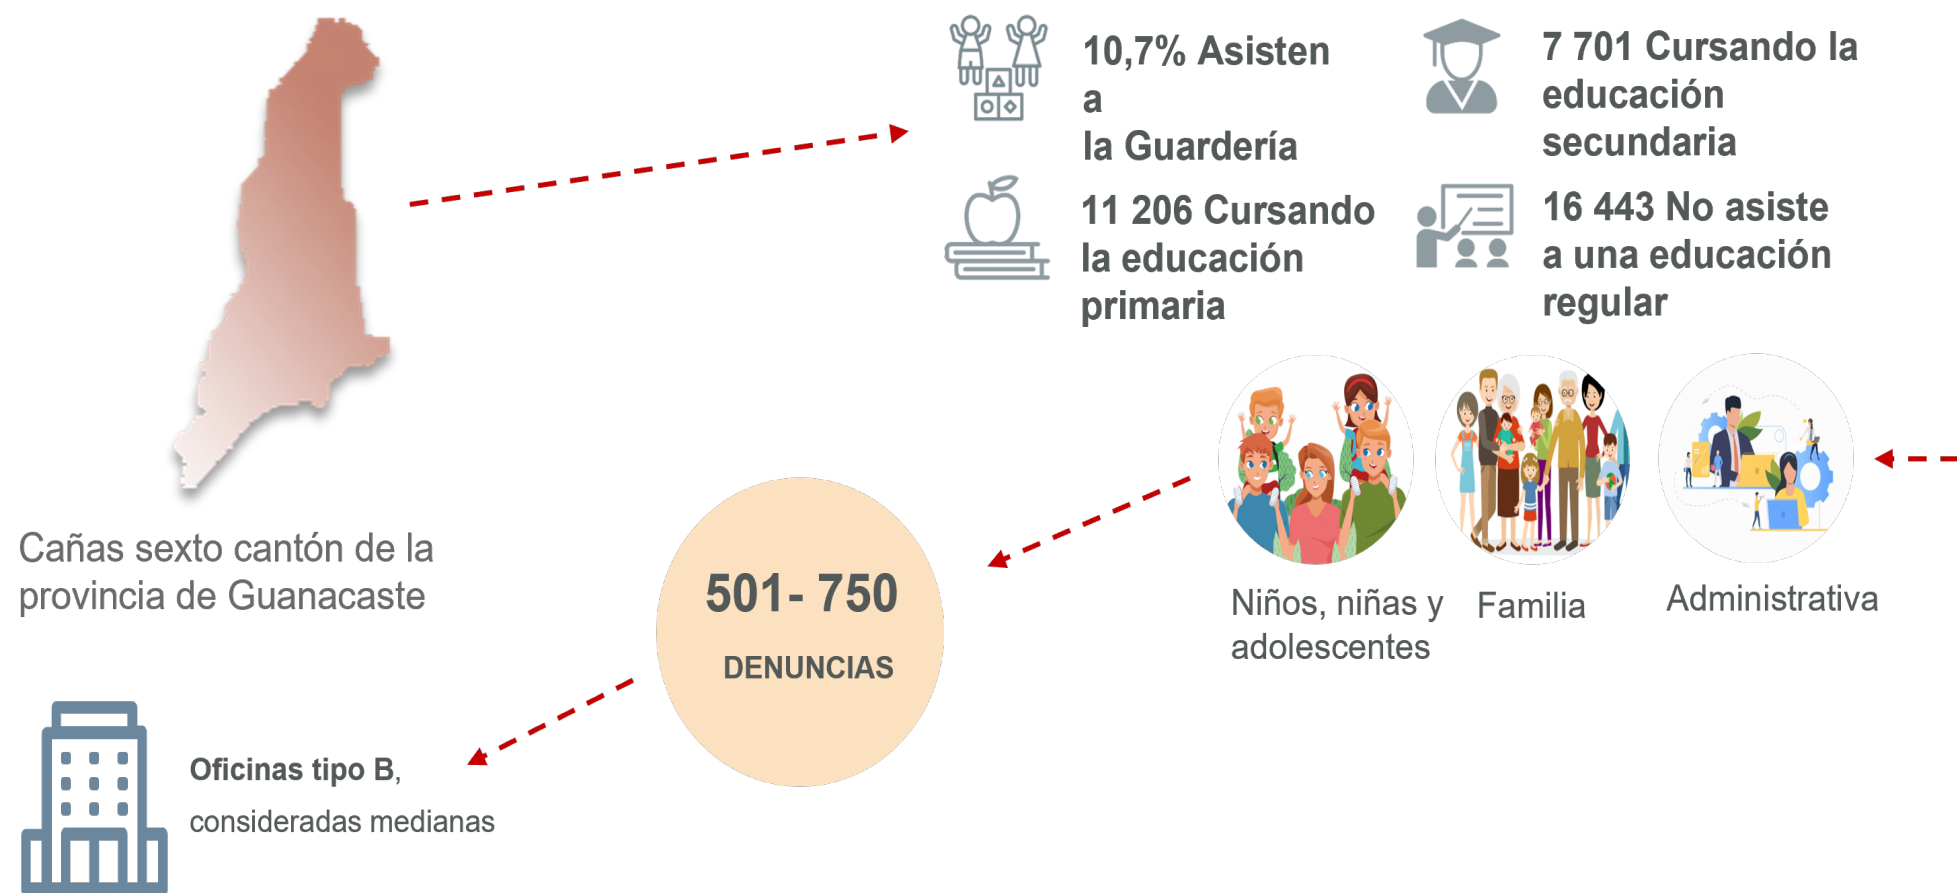 10,7% Asisten
a
la Guardería
7 701 Cursando la
educación
secundaria
11 206 Cursando
la educación
primaria
16 443 No asiste
a una educación
regular
Cañas sexto cantón de la
provincia de Guanacaste
501- 750
DENUNCIAS
Niños, niñas y
adolescentes
Familia
Administrativa
Oficinas tipo B,
consideradas medianas